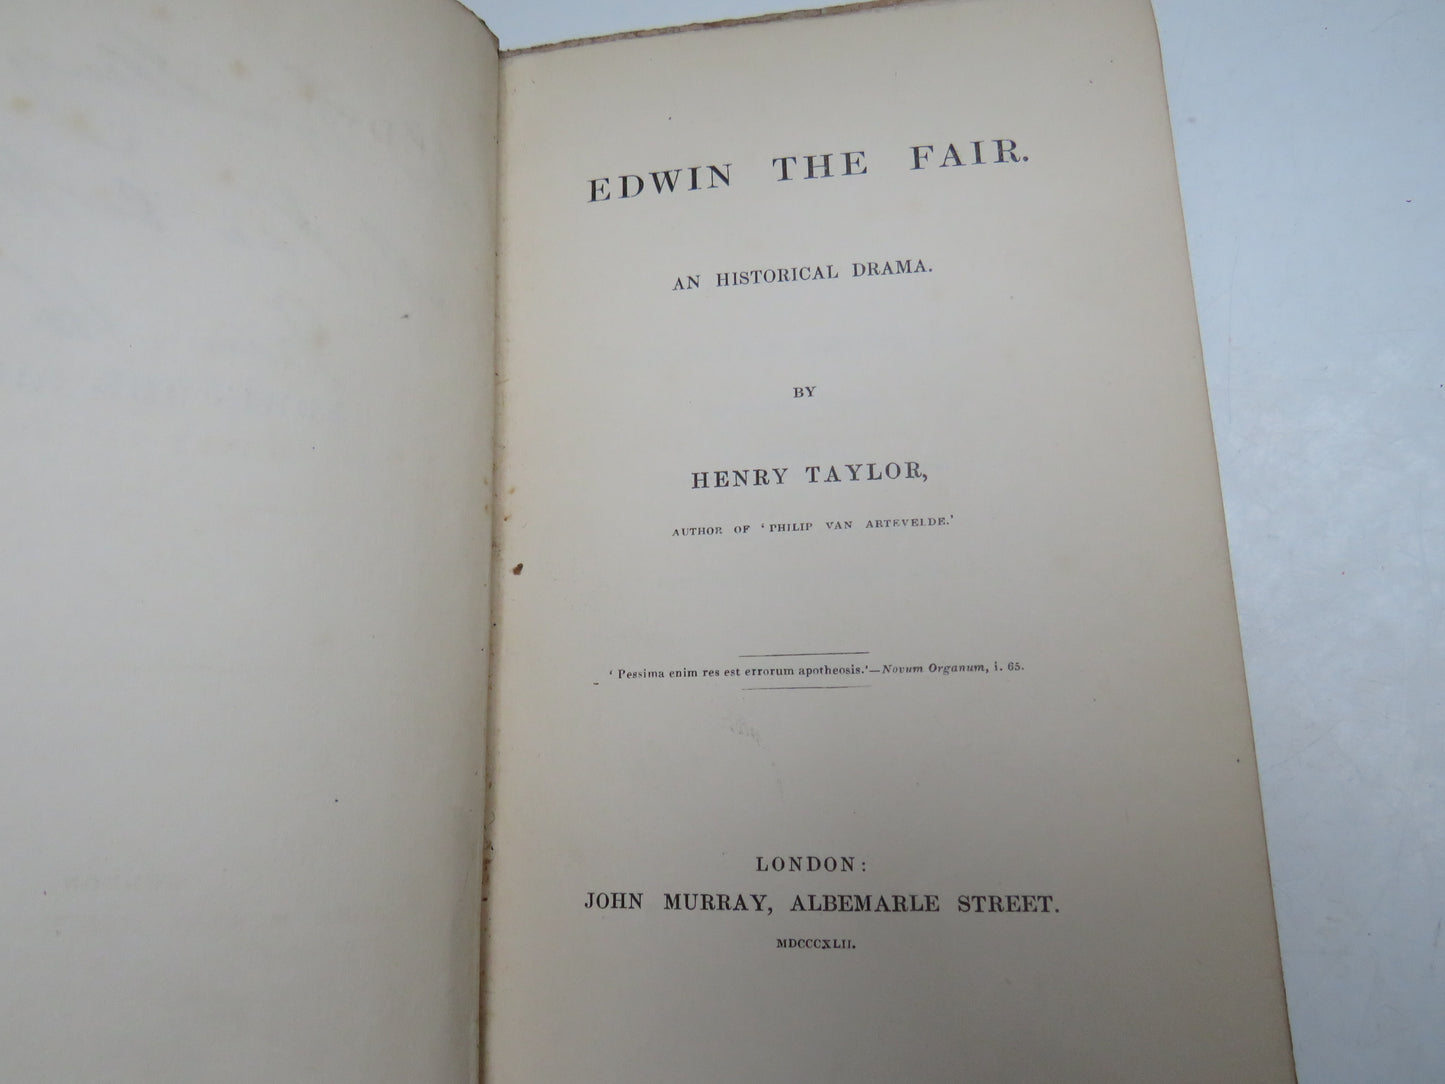 EDWIN THE FAIR.
AN HISTORICAL DRAMA.
BY
HENRY TAYLOR,
AUTHOR OF ‘PHILIP VAN ARTEVELDE.’
‘Pessima enim res est errorum apotheosis.’—Novum Organum, i. 65.
LONDON:
JOHN MURRAY, ALBEMARLE STREET.
MDCCCXLII.